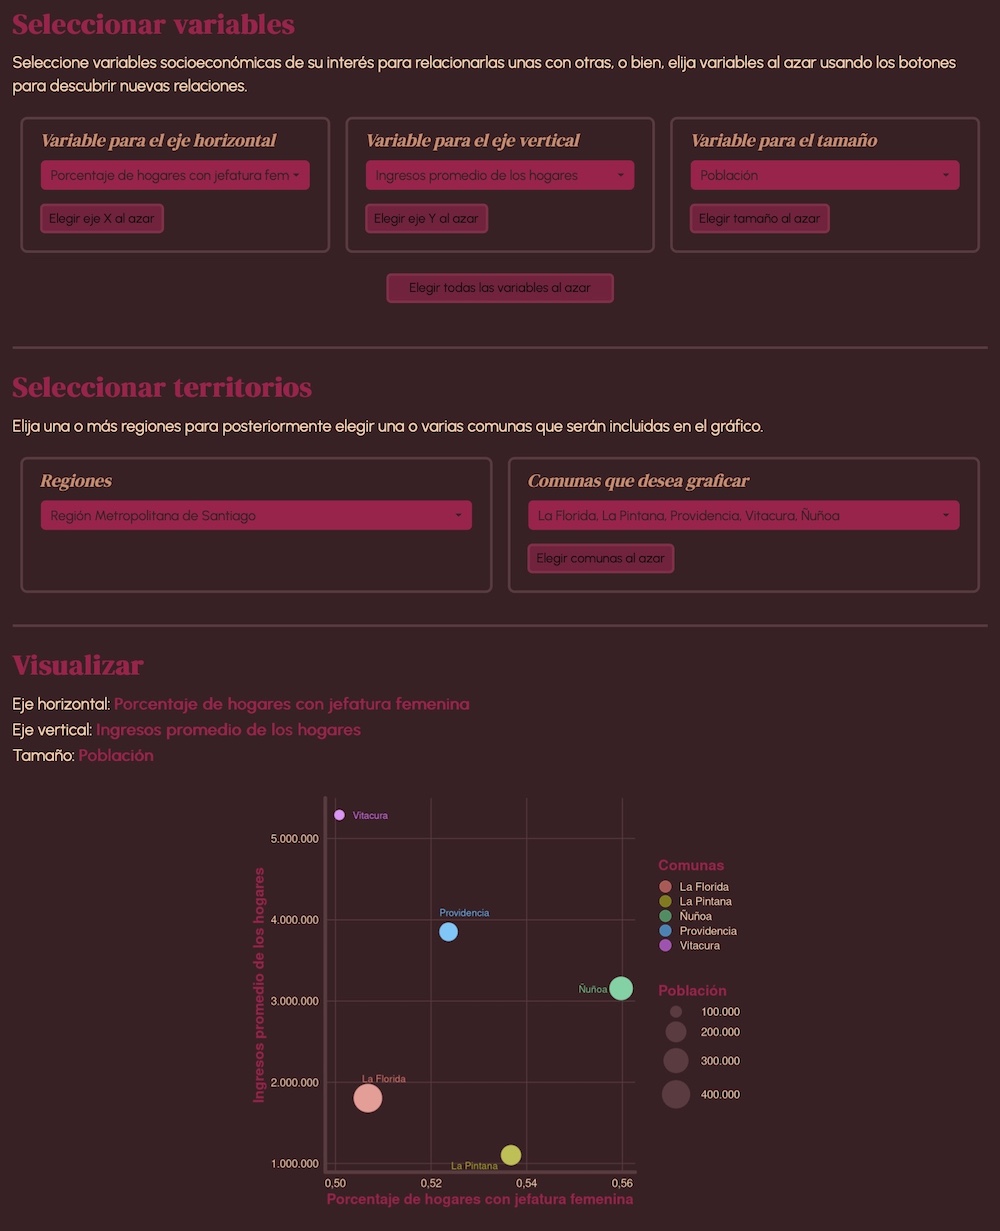 Seleccionar variables
Seleccione variables socioeconómicas de su interés para relacionarlas unas con otras, o bien, elija variables al azar usando los botones
para descubrir nuevas relaciones.
Variable para el eje horizontal
Porcentaje de hogares con jefatura fem
Elegir eje X al azar
Variable para el eje vertical
Ingresos promedio de los hogares
Elegir eje Y al azar
Variable para el tamaño
Población
Elegir tamaño al azar
Elegir todas las variables al azar
Seleccionar territorios
Elija una o más regiones para posteriormente elegir una o varias comunas que serán incluidas en el gráfico.
Regiones
Región Metropolitana de Santiago
Comunas que desea graficar
La Florida, La Pintana, Providencia, Vitacura, Ñuñoa
Elegir comunas al azar
Visualizar
Eje horizontal: Porcentaje de hogares con jefatura femenina
Eje vertical: Ingresos promedio de los hogares
Tamaño: Población
Ingresos promedio de los hogares
5.000.000
4.000.000
3.000.000
2.000.000
1.000.000
Vitacura
Providencia
Ñuñoa
La Florida
La Pintana
0,50
0,52
0,54
0,56
Porcentaje de hogares con jefatura femenina
Comunas
La Florida
La Pintana
Ñuñoa
Providencia
Vitacura
Población
100.000
200.000
300.000
400.000